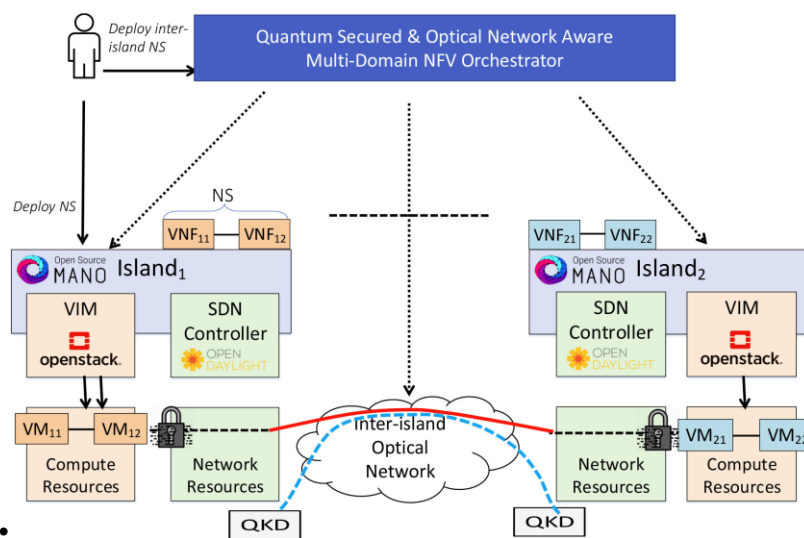 Deploy inter-
island NS
Quantum Secured & Optical Network Aware
Multi-Domain NFV Orchestrator
Deploy NS
NS
VNF11
VNF12
VNF21
VNF22
Open Source
MANO
Island1
Open Source
MANO
Island2
VIM
openstack.
SDN
Controller
OPEN
DAYLIGHT
SDN
Controller
OPEN
DAYLIGHT
VIM
openstack.
VM11
VM12
Compute
Resources
Network
Resources
Inter-island
Optical
Network
Network
Resources
VM21
VM22
Compute
Resources
QKD
QKD